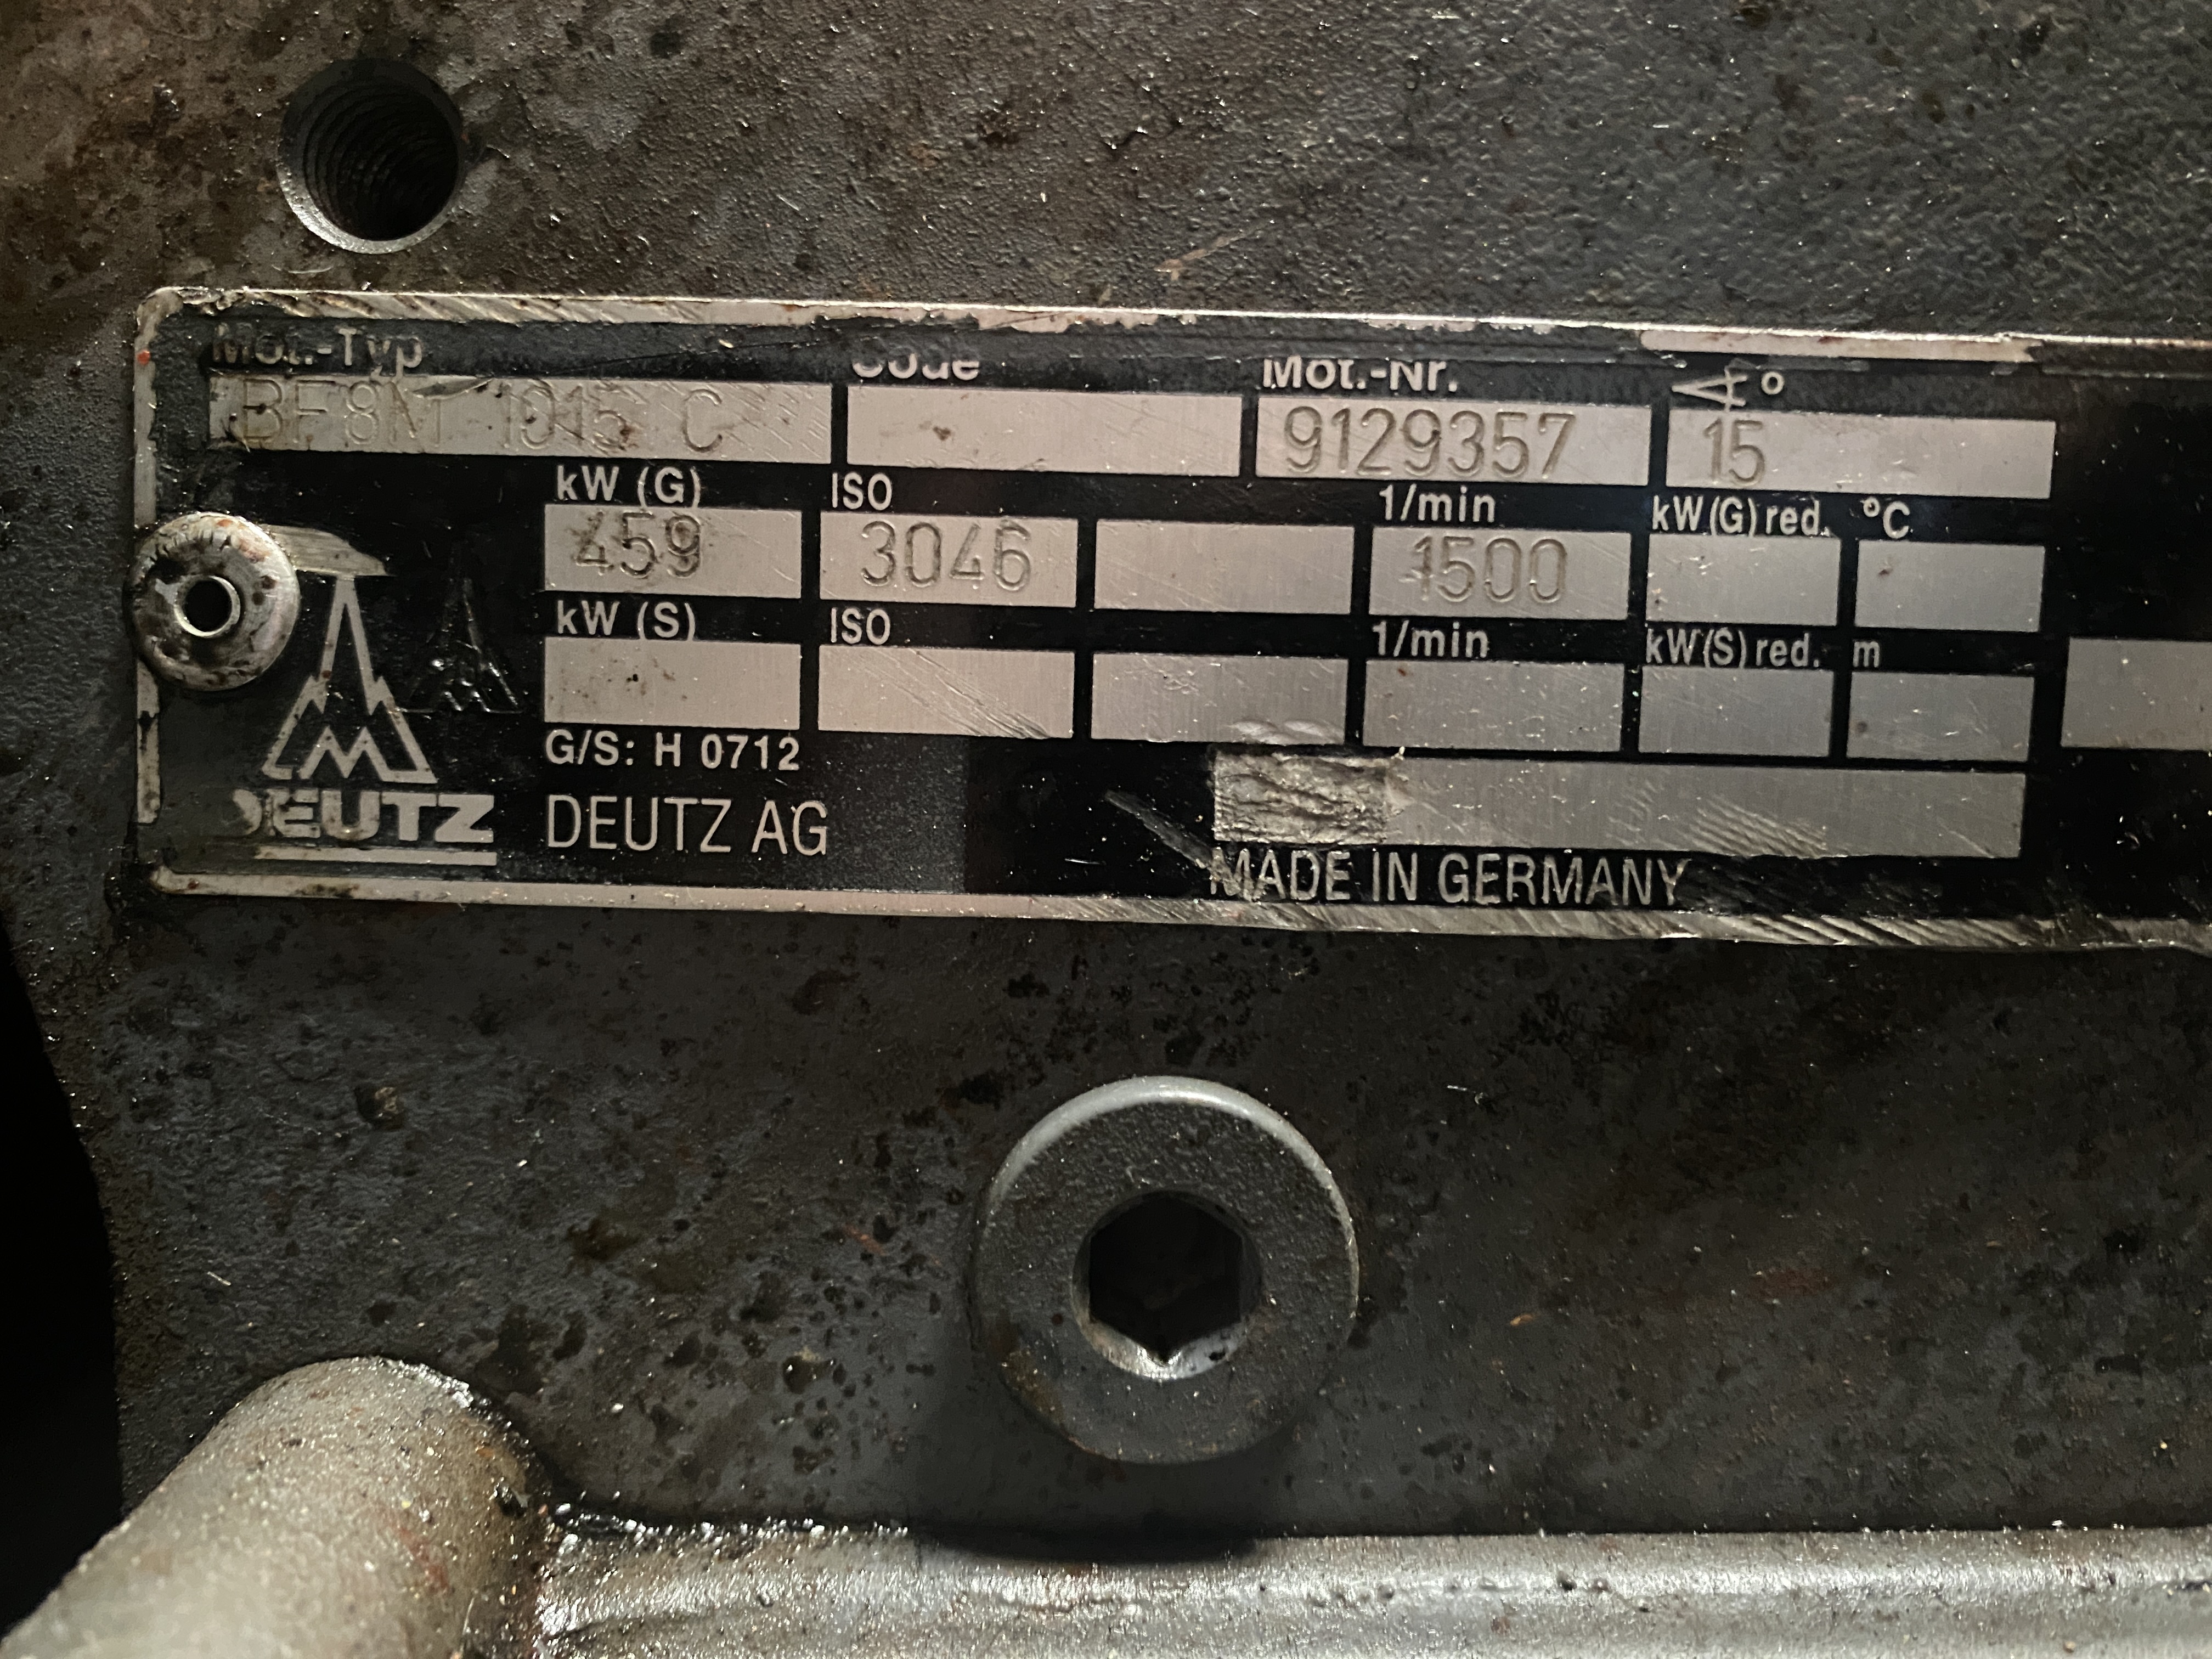 Mot.-Typ Code Mot.-Nr. °
BF8M 1015 C 9129357 15
kW (G) ISO 1/min kW(G) red. °C
459 3046 1500
kW (S) ISO 1/min kW(S) red. m
G/S: H 0712
DEUTZ DEUTZ AG
MADE IN GERMANY